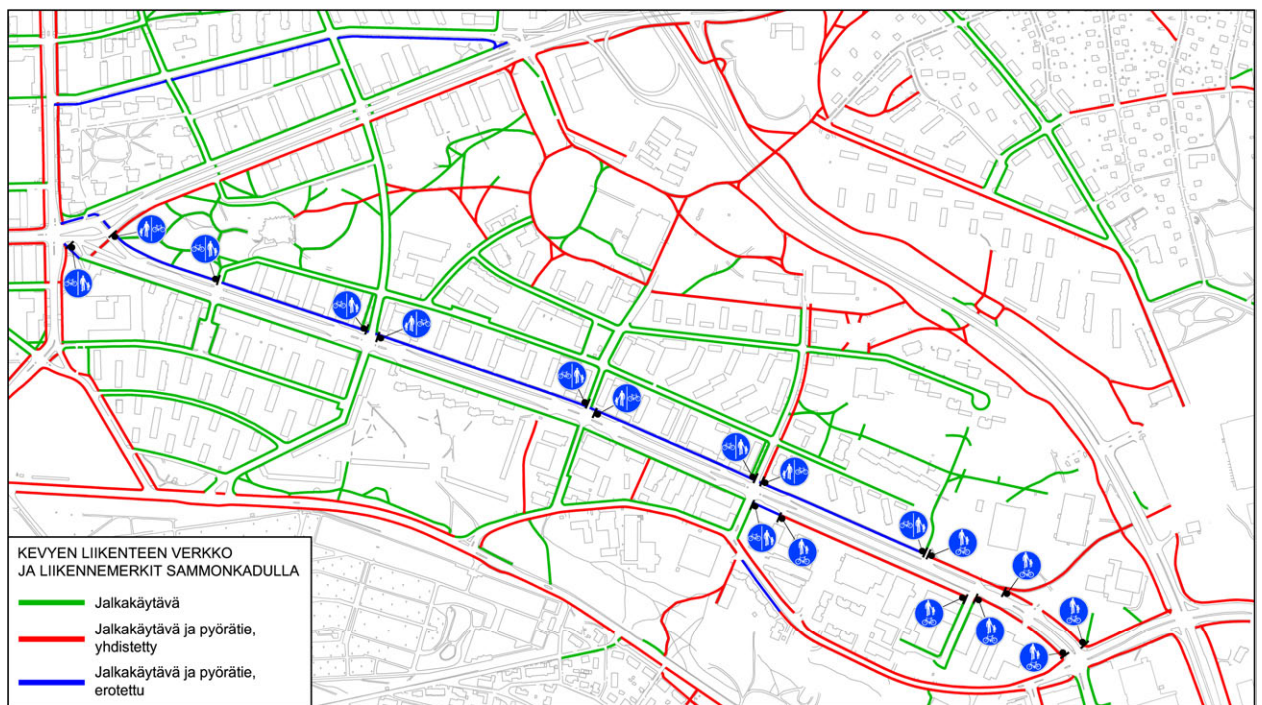 KEVYEN LIIKENTEEN VERKKO
JA LIIKENNEMERKIT SAMMONKADULLA
Jalkakäytävä
Jalkakäytävä ja pyörätie,
yhdistetty
Jalkakäytävä ja pyörätie,
erotettu